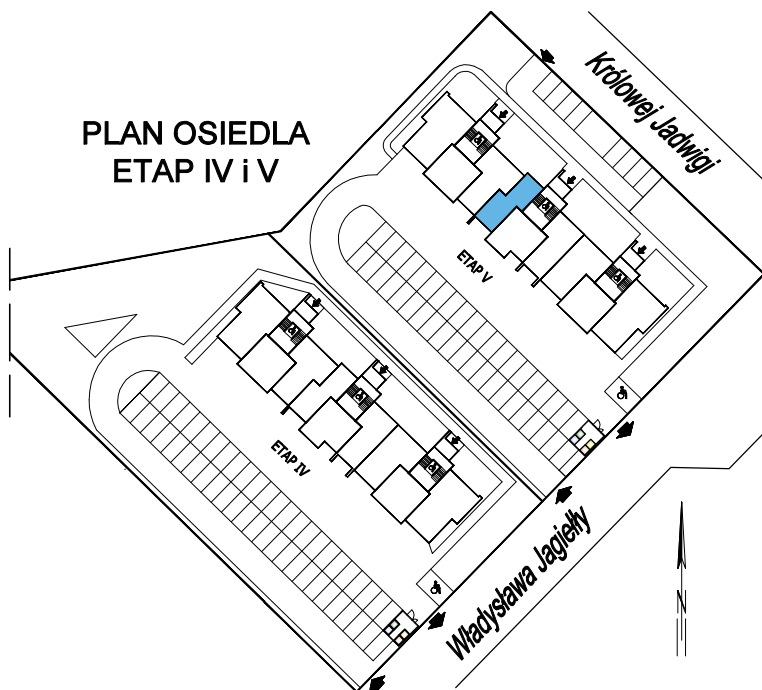 PLAN OSIEDLA
ETAP IV i V
Królowej Jadwigi
ETAP V
ETAP IV
Władysława Jagiełły
N